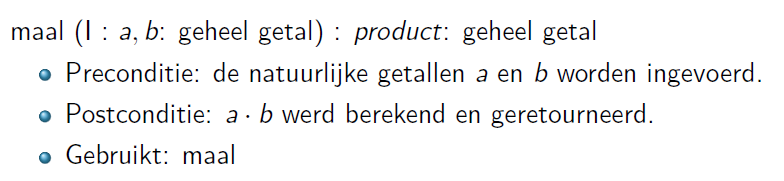 maal (I : a, b: geheel getal) : product: geheel getal
Preconditie: de natuurlijke getallen a en b worden ingevoerd.
Postconditie: a · b werd berekend en geretourneerd.
Gebruikt: maal